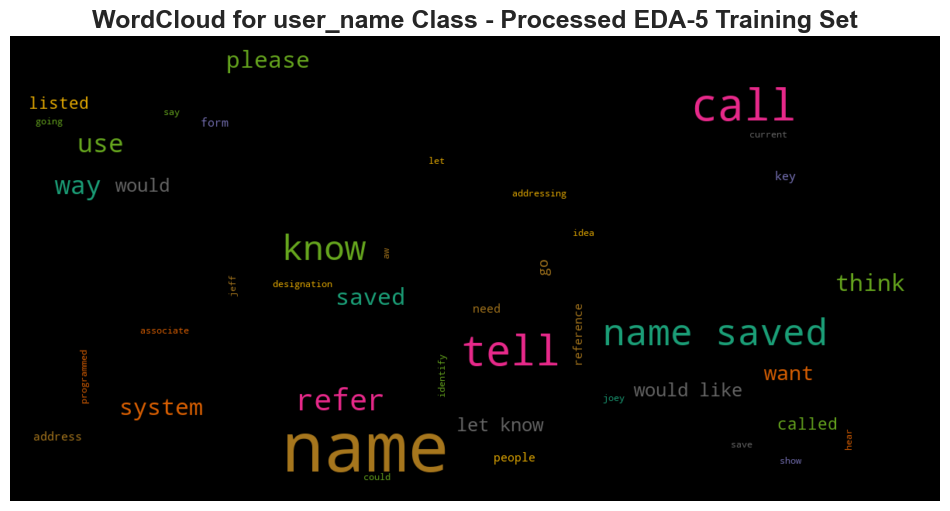 WordCloud for user_name Class - Processed EDA-5 Training Set
please
listed
call
say
going
form
current
use
let
key
way
would
addressing
idea
know
aw
go
jeff
designation
think
saved
need
reference
associate
name saved
tell
programmed
identify
want
would like
refer
joey
system
let know
called
address
name
save
hear
people
show
could